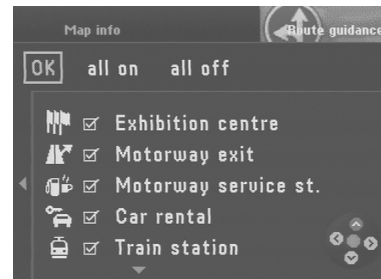 Map info Route guidance
OK all on all off
Exhibition centre
Motorway exit
Motorway service st.
Car rental
Train station